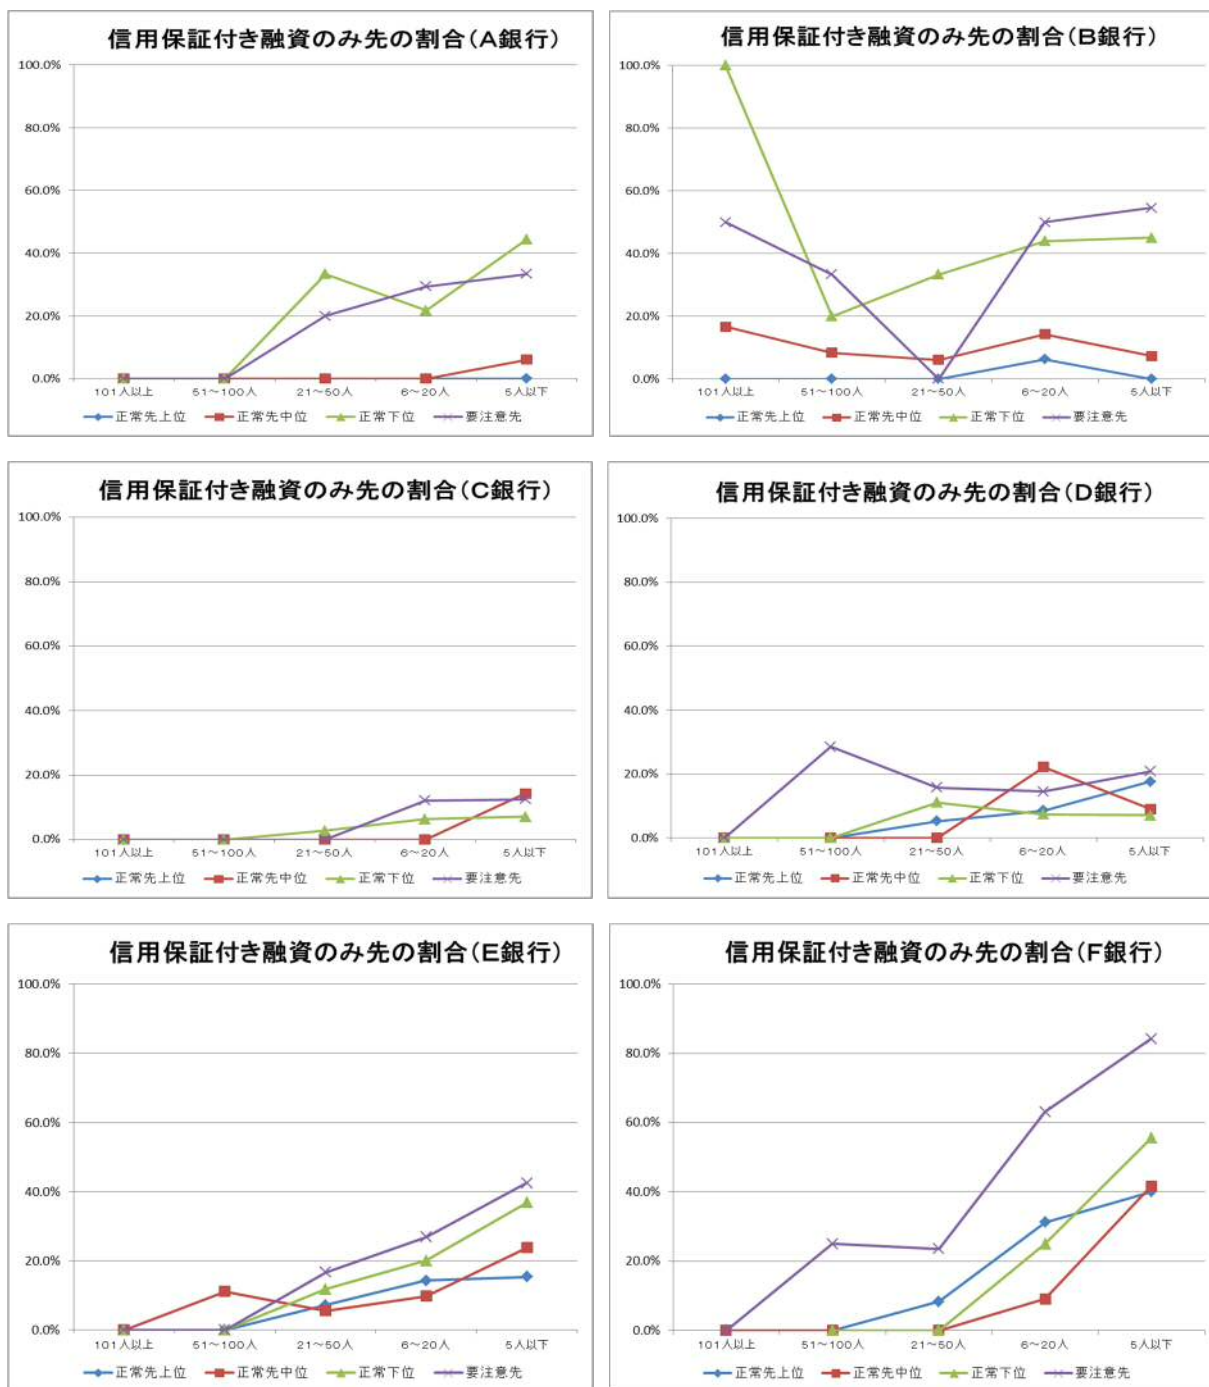 信用保証付き融資のみ先の割合(A銀行)
100.0%
80.0%
60.0%
40.0%
20.0%
0.0%
101人以上 51～100人 21～50人 6～20人 5人以下
正常先上位 正常先中位 正常下位 要注意先
信用保証付き融資のみ先の割合(B銀行)
100.0%
80.0%
60.0%
40.0%
20.0%
0.0%
101人以上 51～100人 21～50人 6～20人 5人以下
正常先上位 正常先中位 正常下位 要注意先
信用保証付き融資のみ先の割合(C銀行)
100.0%
80.0%
60.0%
40.0%
20.0%
0.0%
101人以上 51～100人 21～50人 6～20人 5人以下
正常先上位 正常先中位 正常下位 要注意先
信用保証付き融資のみ先の割合(D銀行)
100.0%
80.0%
60.0%
40.0%
20.0%
0.0%
101人以上 51～100人 21～50人 6～20人 5人以下
正常先上位 正常先中位 正常下位 要注意先
信用保証付き融資のみ先の割合(E銀行)
100.0%
80.0%
60.0%
40.0%
20.0%
0.0%
101人以上 51～100人 21～50人 6～20人 5人以下
正常先上位 正常先中位 正常下位 要注意先
信用保証付き融資のみ先の割合(F銀行)
100.0%
80.0%
60.0%
40.0%
20.0%
0.0%
101人以上 51～100人 21～50人 6～20人 5人以下
正常先上位 正常先中位 正常下位 要注意先